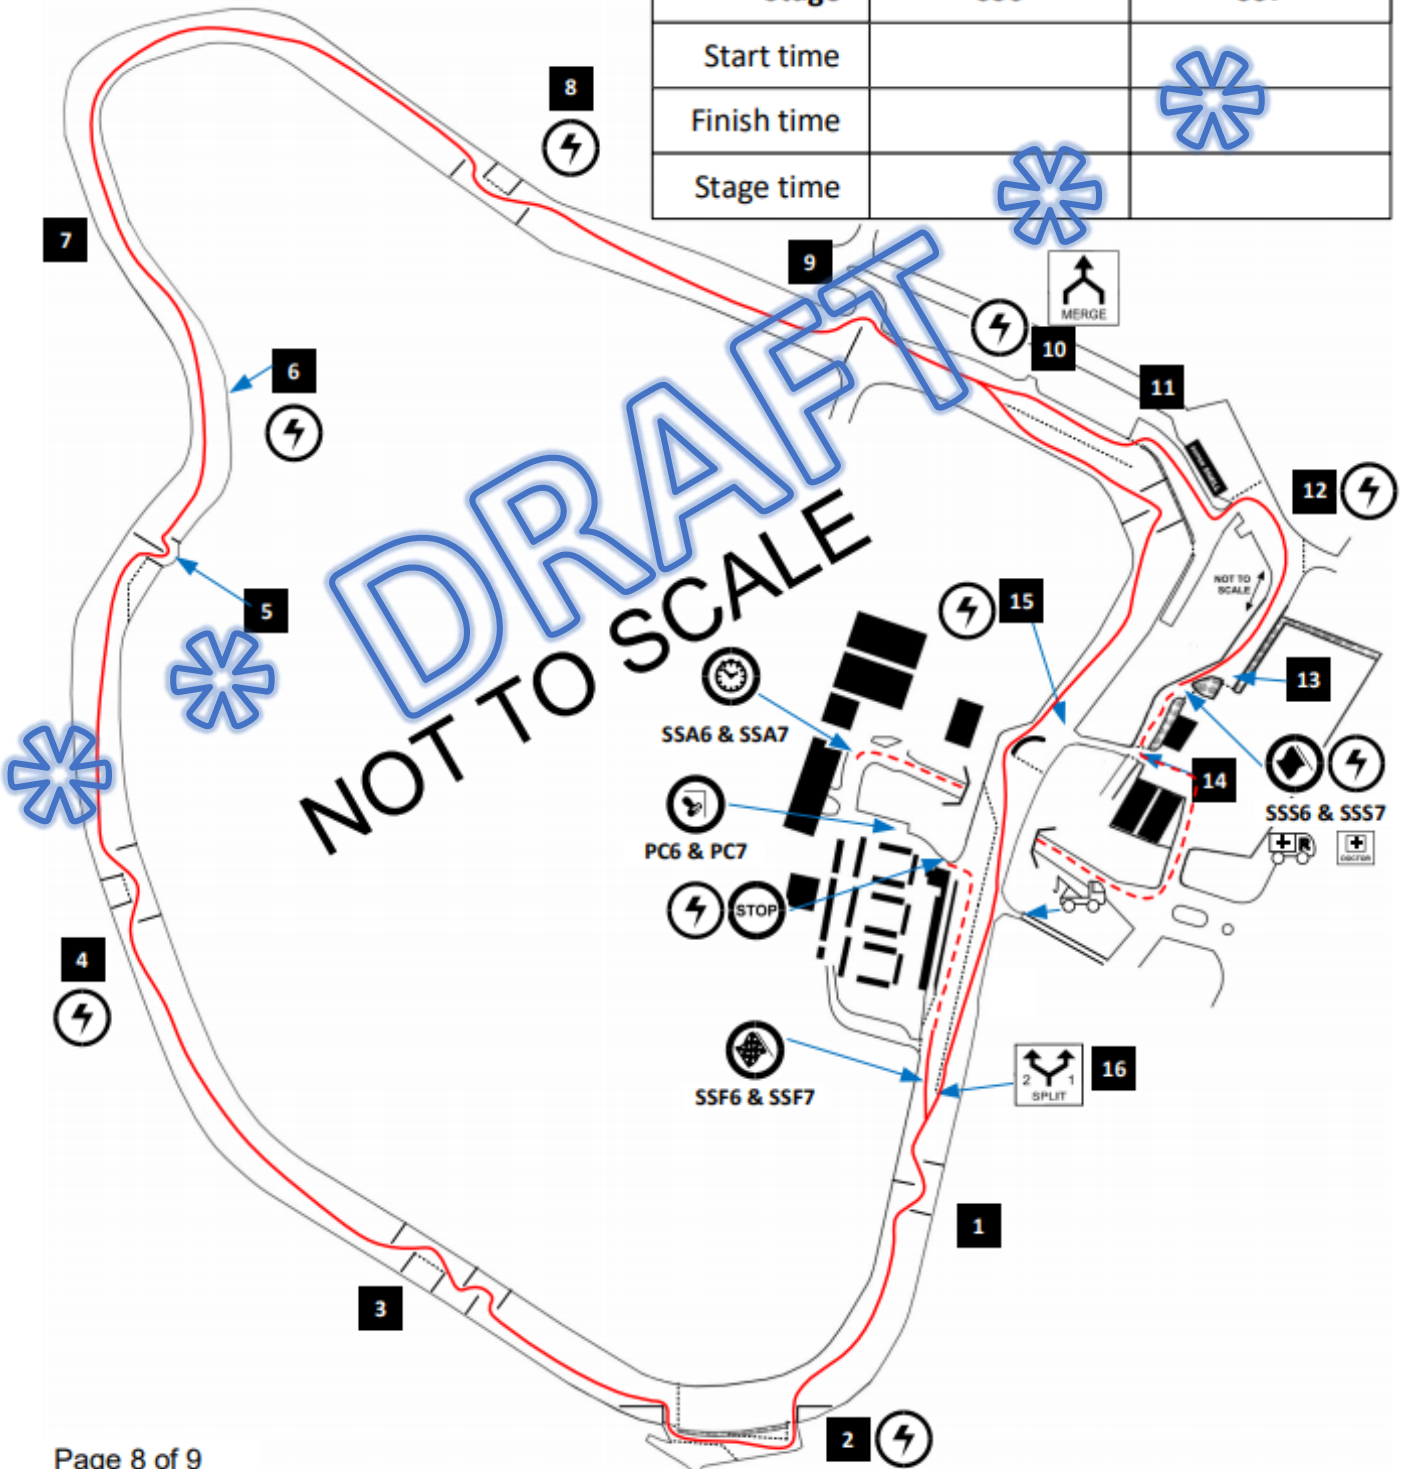 Start time
Finish time
Stage time
8
7
9
MERGE
10
11
6
12
NOT TO
SCALE
5
15
13
DRAFT
NOT TO SCALE
SSA6 & SSA7
14
SSS6 & SSS7
DOCTOR
PC6 & PC7
STOP
4
SSF6 & SSF7
2 1
SPLIT
16
1
3
2
Page 8 of 9